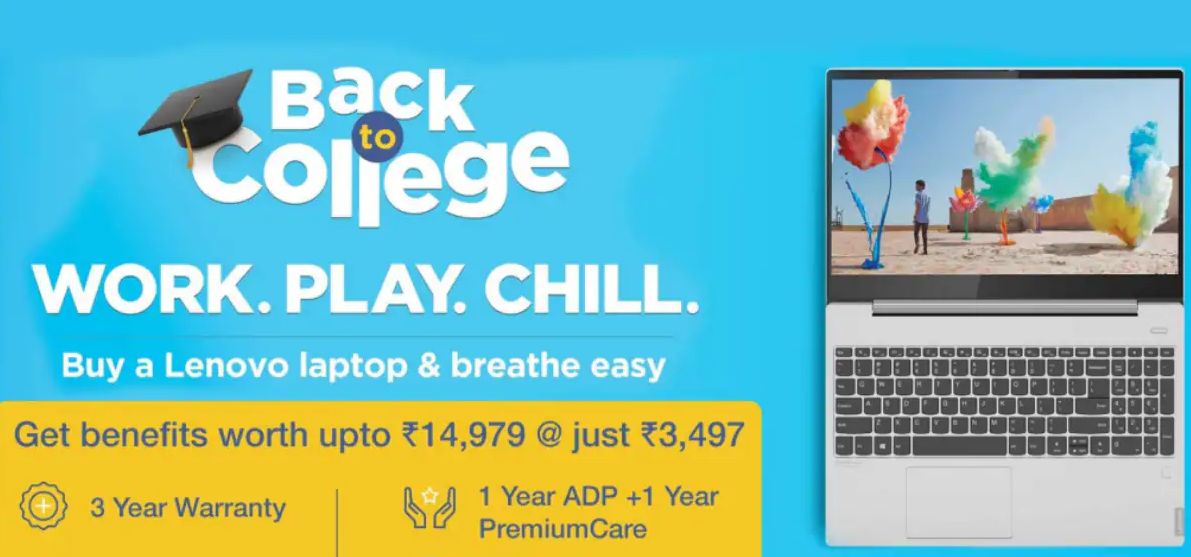 Back
to
College
WORK. PLAY. CHILL.
Buy a Lenovo laptop & breathe easy
Get benefits worth upto ₹14,979 @ just ₹3,497
3 Year Warranty
1 Year ADP +1 Year
PremiumCare